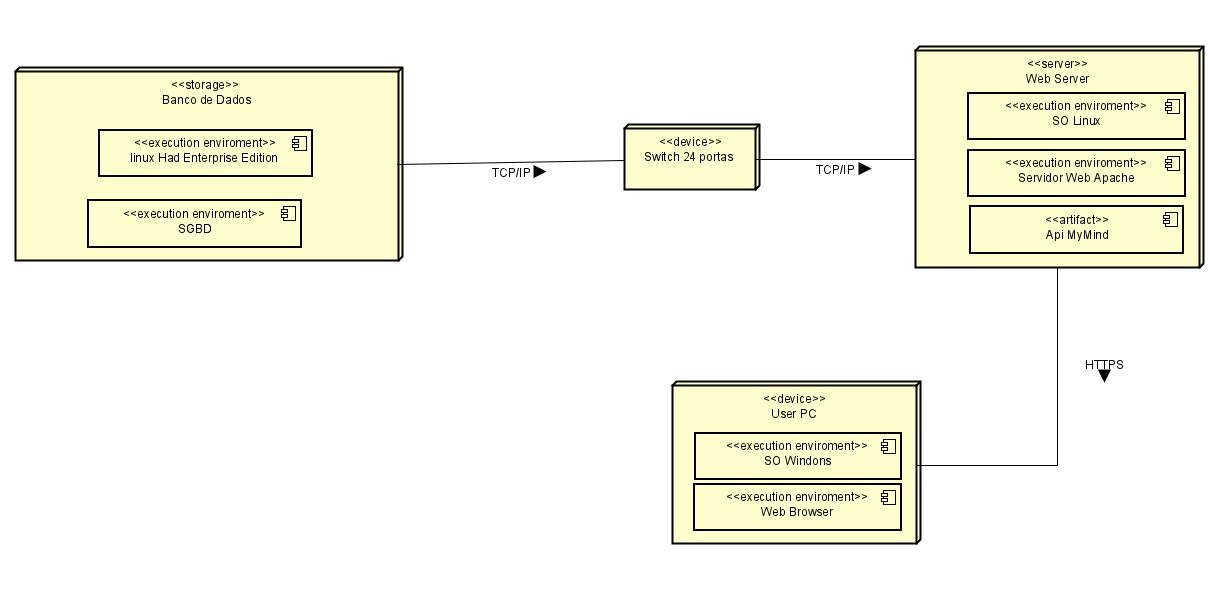 <<storage>>
Banco de Dados
<<execution enviroment>>
linux Had Enterprise Edition
<<execution enviroment>>
SGBD
TCP/IP
<<device>>
Switch 24 portas
TCP/IP
<<server>>
Web Server
<<execution enviroment>>
SO Linux
<<execution enviroment>>
Servidor Web Apache
<<artifact>>
Api MyMind
HTTPS
<<device>>
User PC
<<execution enviroment>>
SO Windons
<<execution enviroment>>
Web Browser